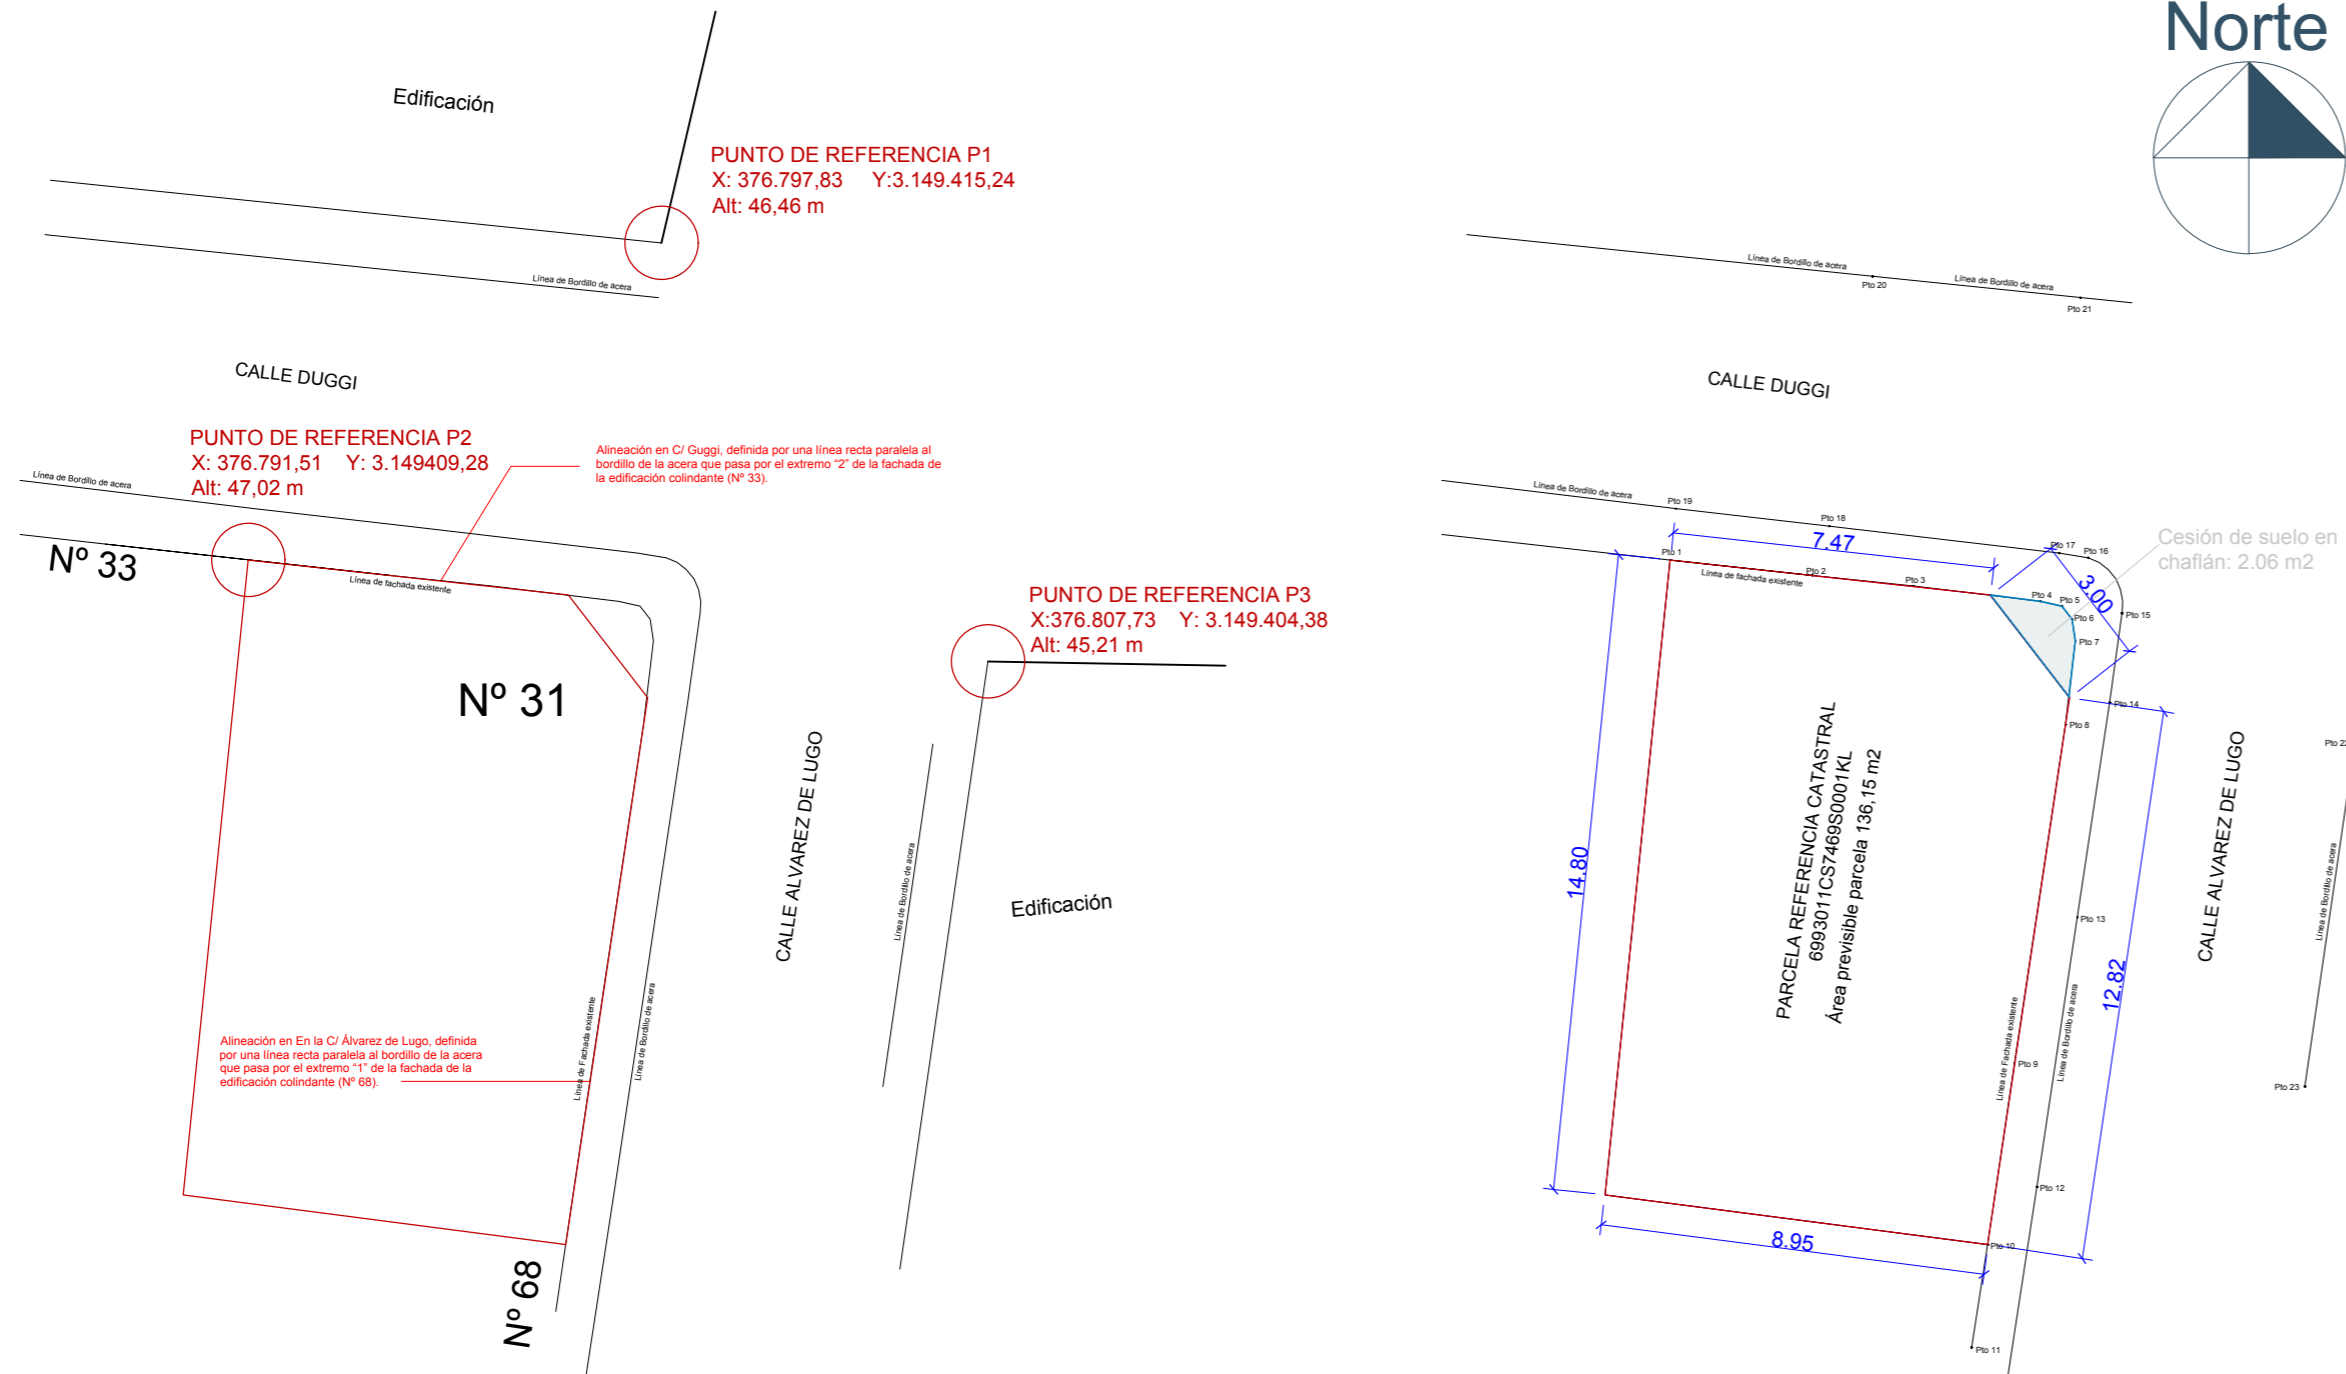 Norte
Edificación
PUNTO DE REFERENCIA P1
X: 376.797,83 Y:3.149.415,24
Alt: 46,46 m
Línea de Bordillo de acera
CALLE DUGGI
PUNTO DE REFERENCIA P2
X: 376.791,51 Y: 3.149409,28
Alt: 47,02 m
Alineación en C/ Guggi, definida por una línea recta paralela al
bordillo de la acera que pasa por el extremo “2” de la fachada de
la edificación colindante (Nº 33).
Línea de Bordillo de acera
Nº 33
Línea de fachada existente
Nº 31
PUNTO DE REFERENCIA P3
X:376.807,73 Y: 3.149.404,38
Alt: 45,21 m
CALLE ALVAREZ DE LUGO
Línea de Bordillo de acera
Edificación
Línea de Fachada existente
Línea de Bordillo de acera
Alineación en En la C/ Álvarez de Lugo, definida
por una línea recta paralela al bordillo de la acera
que pasa por el extremo “1” de la fachada de la
edificación colindante (Nº 68).
Nº 68
Línea de Bordillo de acera
Pto 20
Línea de Bordillo de acera
Pto 21
CALLE DUGGI
Línea de Bordillo de acera
Pto 19
Pto 18
7.47
Pto 17
Pto 16
Cesión de suelo en
chaflán: 2.06 m2
Pto 1
Línea de fachada existente
Pto 2
Pto 3
3.00
Pto 4
Pto 5
Pto 6
Pto 15
Pto 7
Pto 14
Pto 8
PARCELA REFERENCIA CATASTRAL
6993011CS7469S0001KL
Área previsible parcela 136,15 m2
14.80
CALLE ALVAREZ DE LUGO
Pto 22
Línea de Bordillo de acera
Pto 13
12.82
Línea de Fachada existente
Línea de Bordillo de acera
Pto 9
Pto 23
Pto 12
8.95
Pto 10
Pto 11